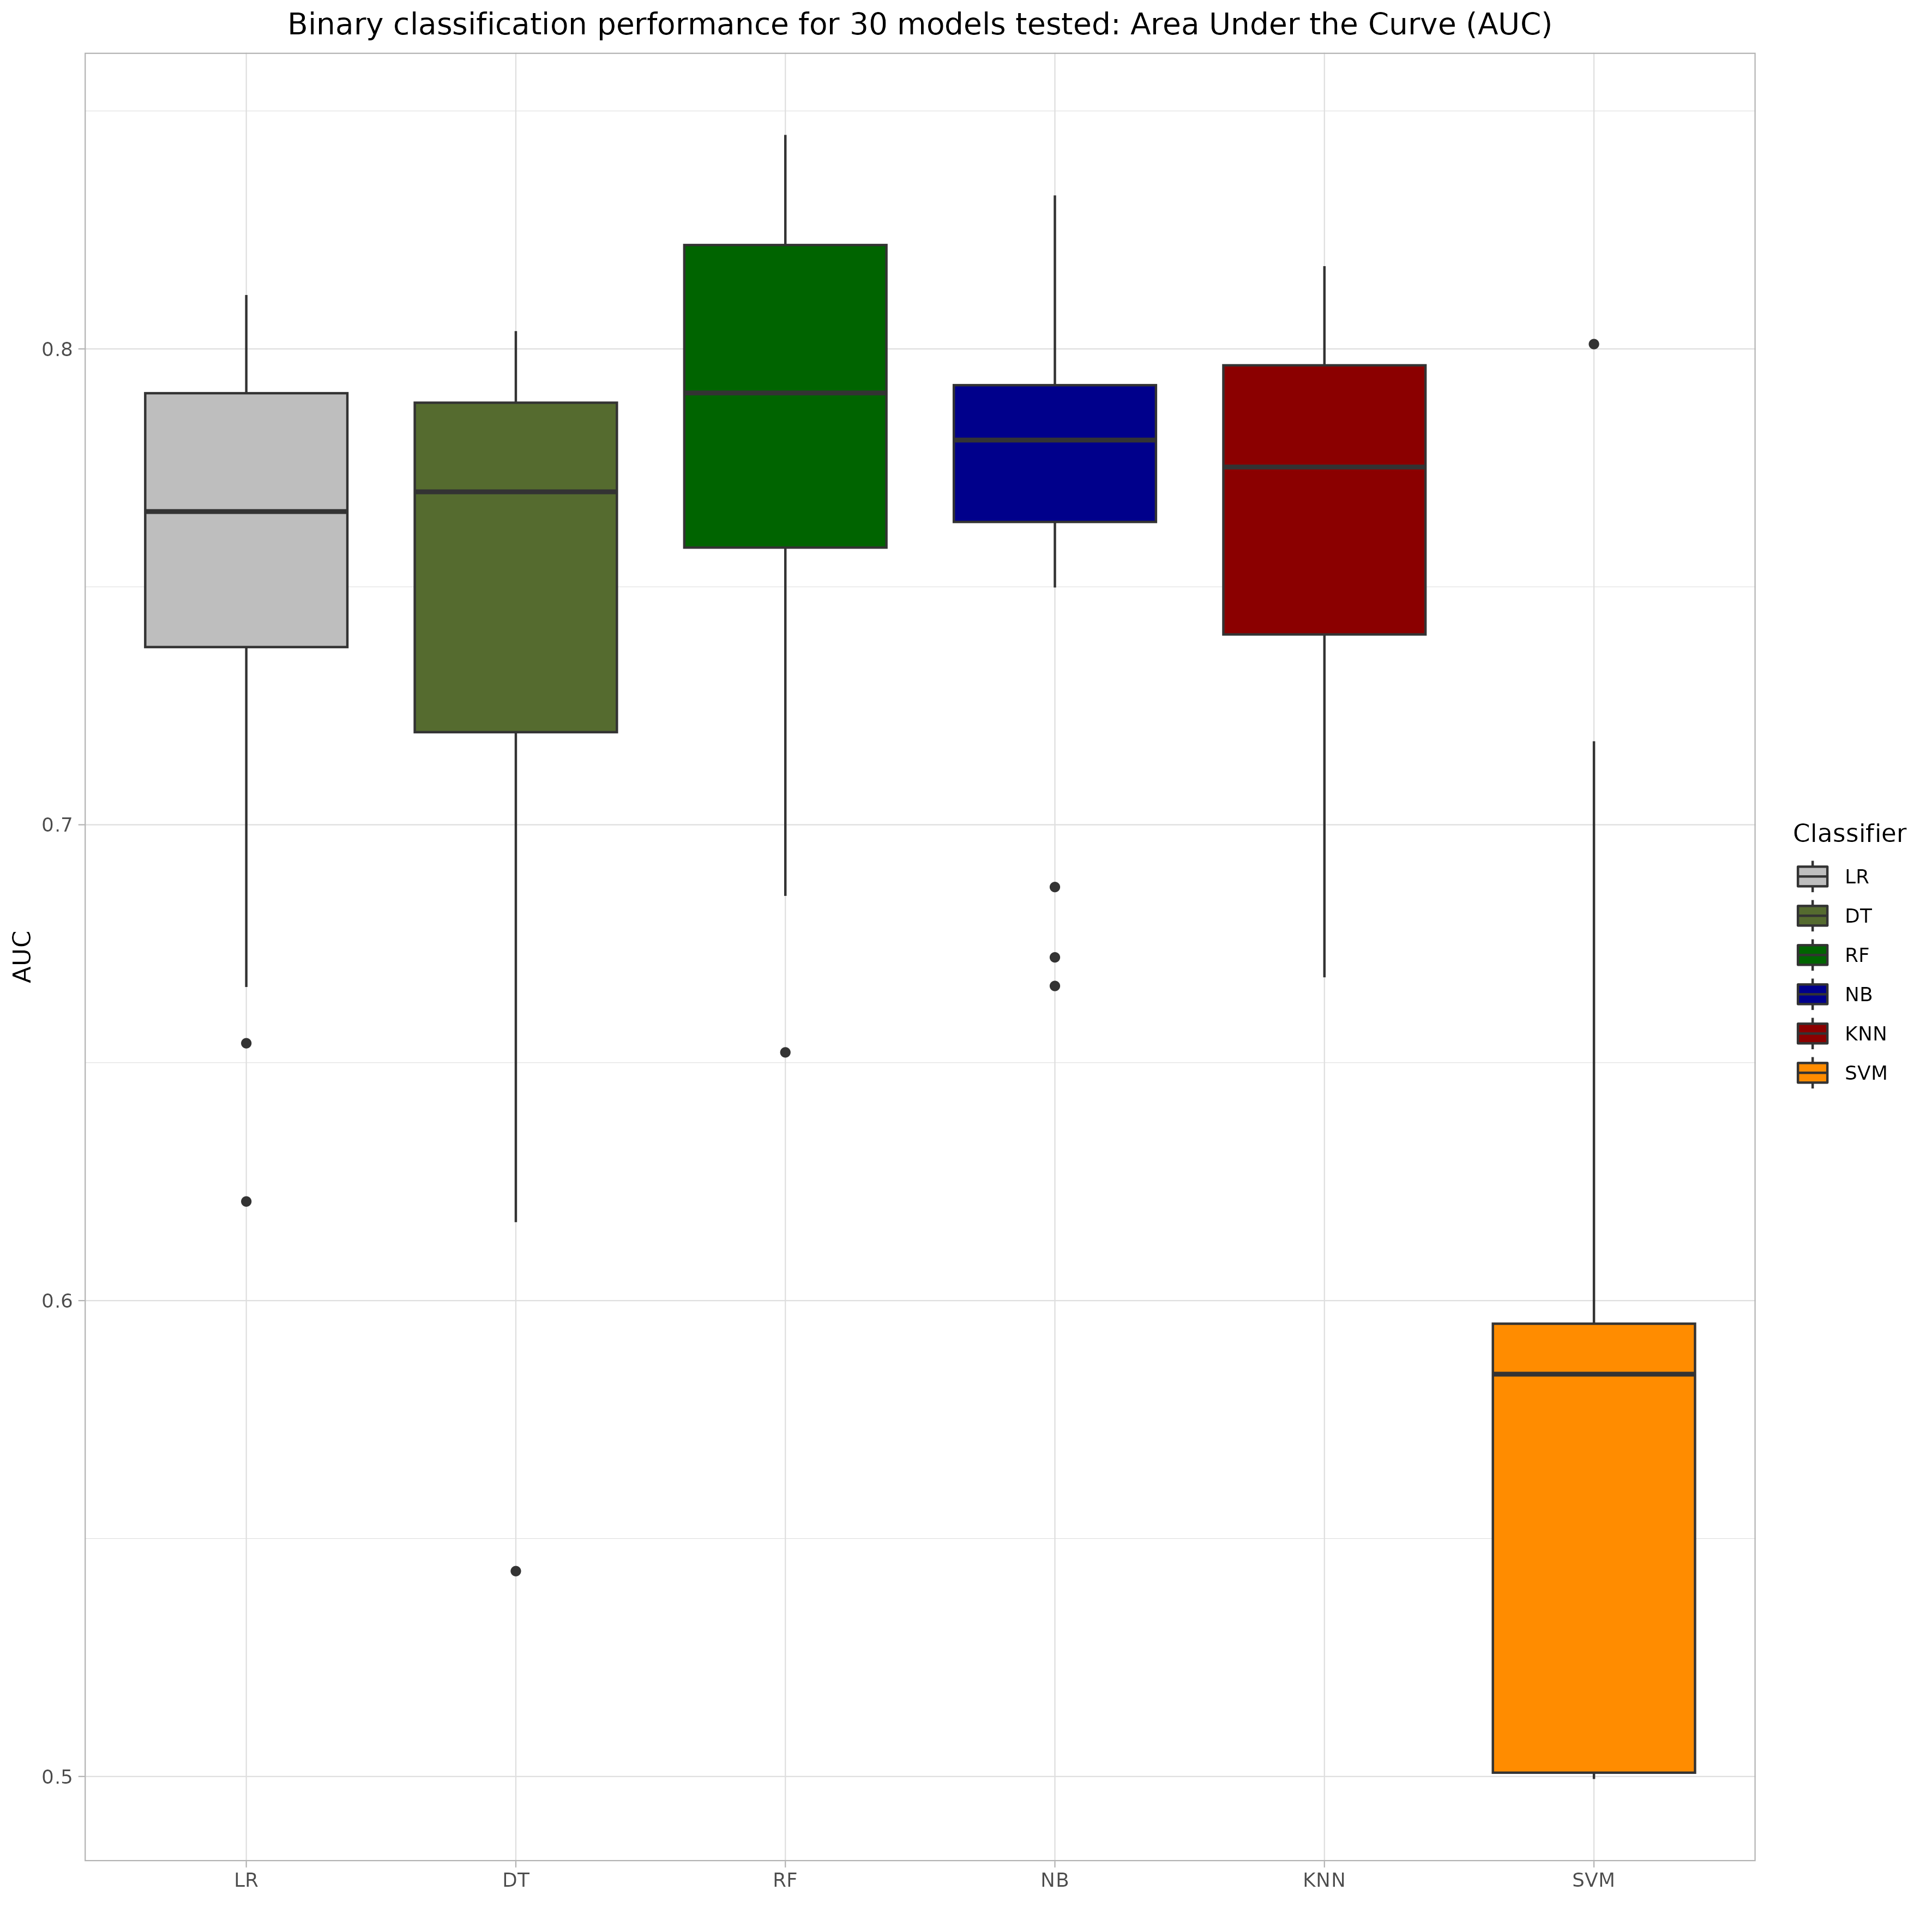 Binary classification performance for 30 models tested: Area Under the Curve (AUC)
0.8
0.7
0.6
0.5
AUC
LR DT RF NB KNN SVM
Classifier
LR
DT
RF
NB
KNN
SVM